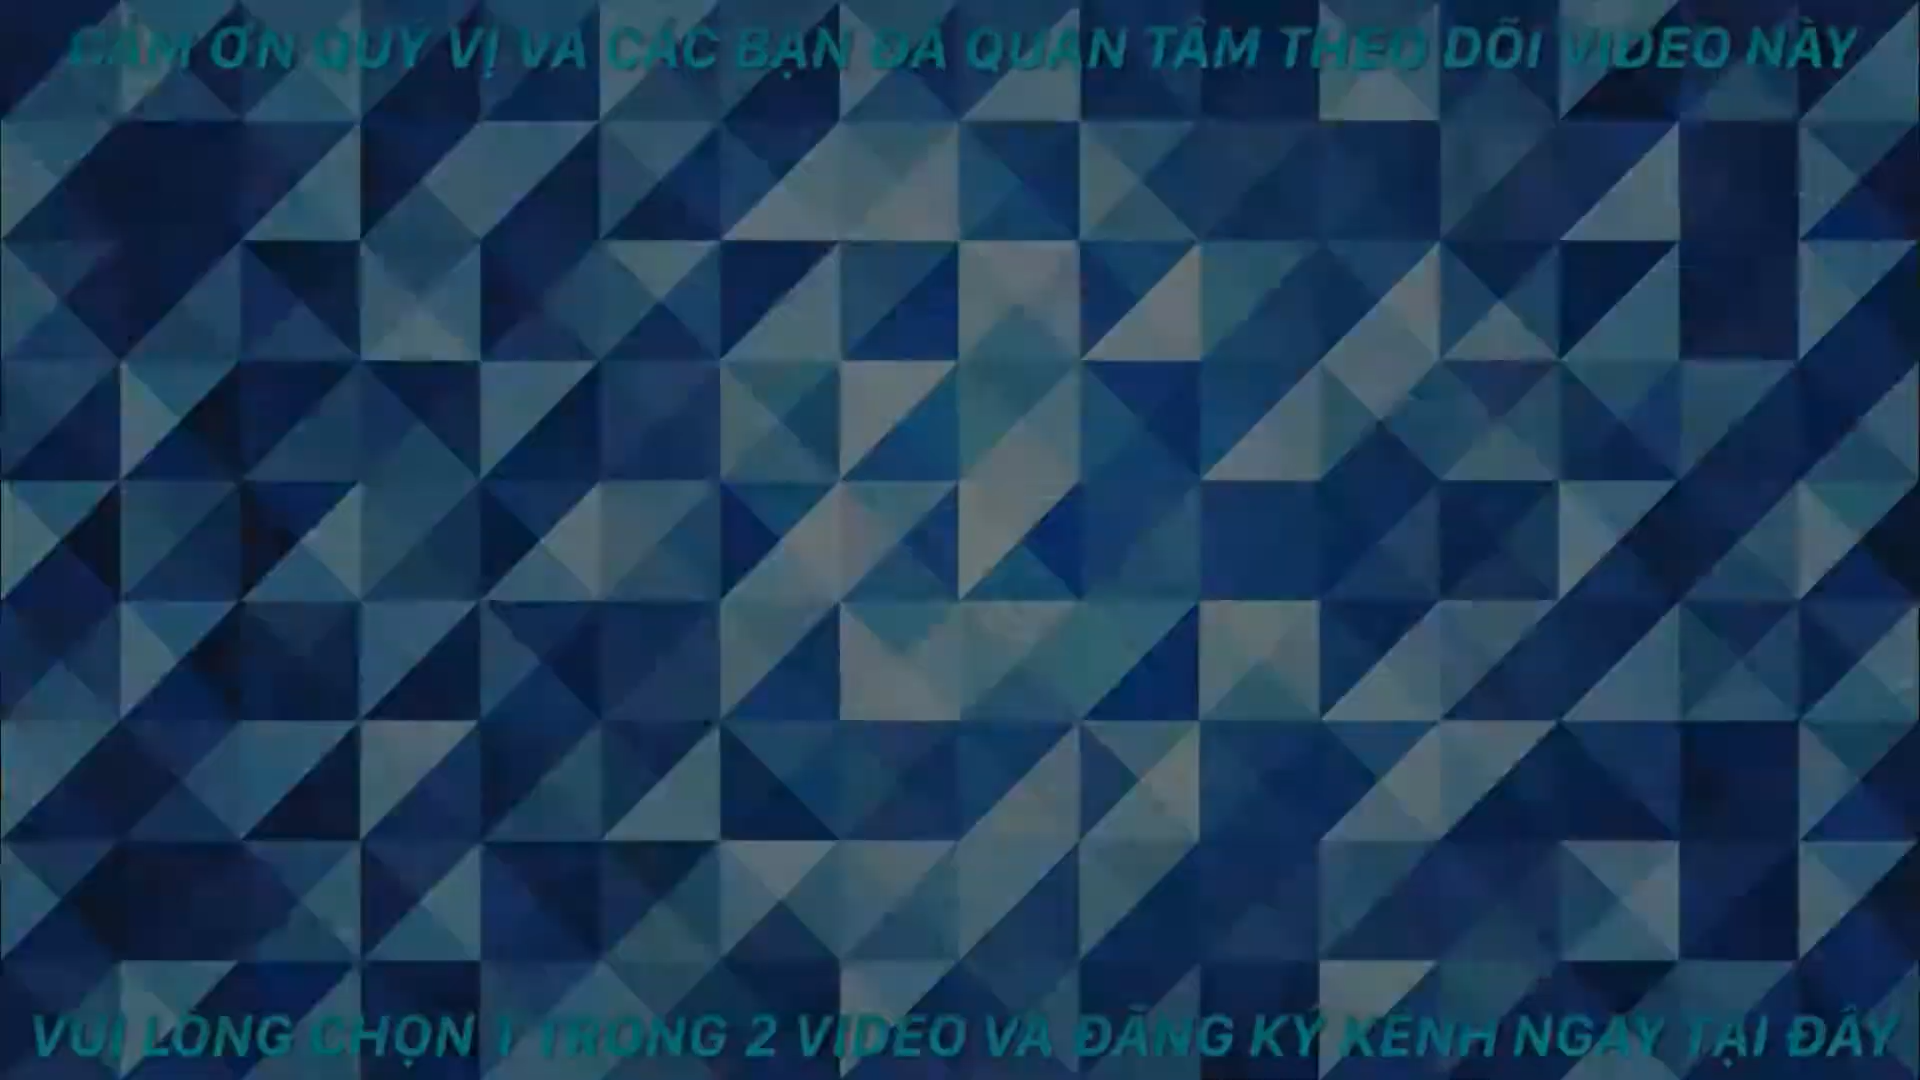 CẢM ƠN QUÝ VỊ VÀ CÁC BẠN ĐÃ QUAN TÂM THEO DÕI VIDEO NÀY
VUI LÒNG CHỌN 1 TRONG 2 VIDEO VÀ ĐĂNG KÝ KÊNH NGAY TẠI ĐÂY